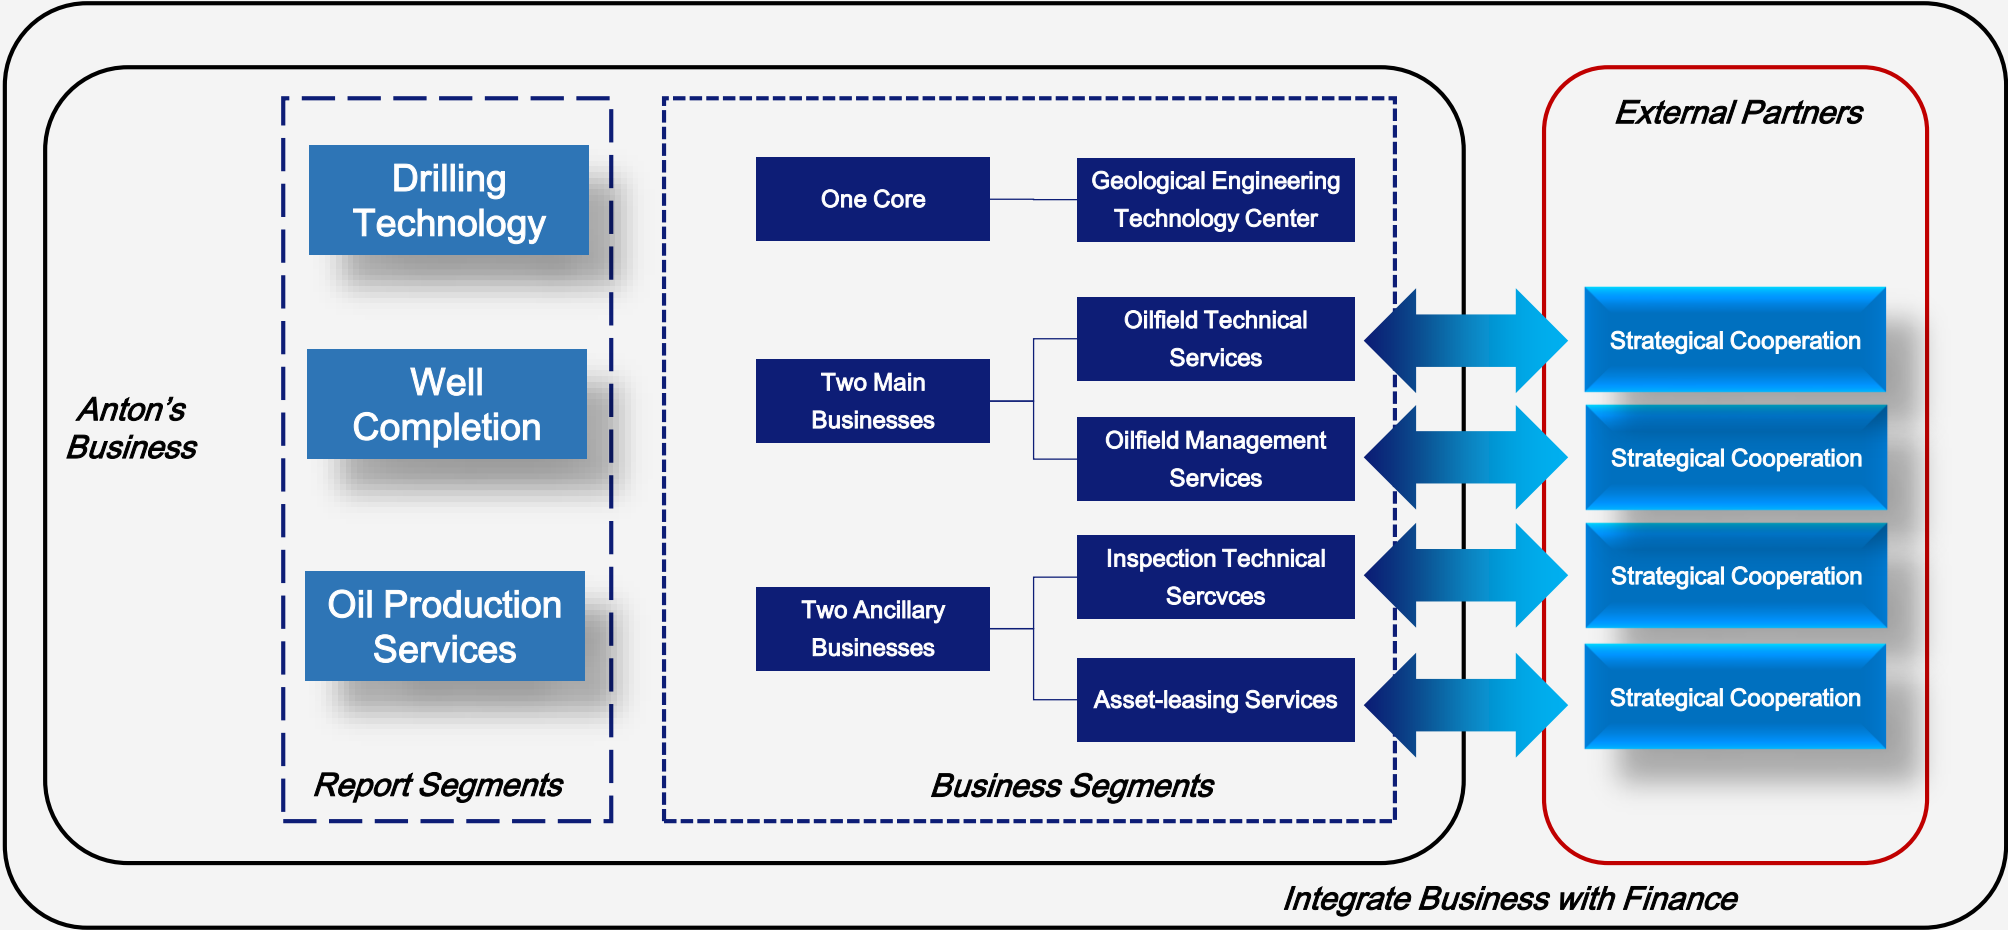 Anton's
Business
Drilling
Technology
Well
Completion
Oil Production
Services
Report Segments
One Core
Geological Engineering
Technology Center
Two Main
Businesses
Oilfield Technical
Services
Oilfield Management
Services
Two Ancillary
Businesses
Inspection Technical
Sercvces
Asset-leasing Services
Business Segments
External Partners
Strategical Cooperation
Strategical Cooperation
Strategical Cooperation
Strategical Cooperation
Integrate Business with Finance